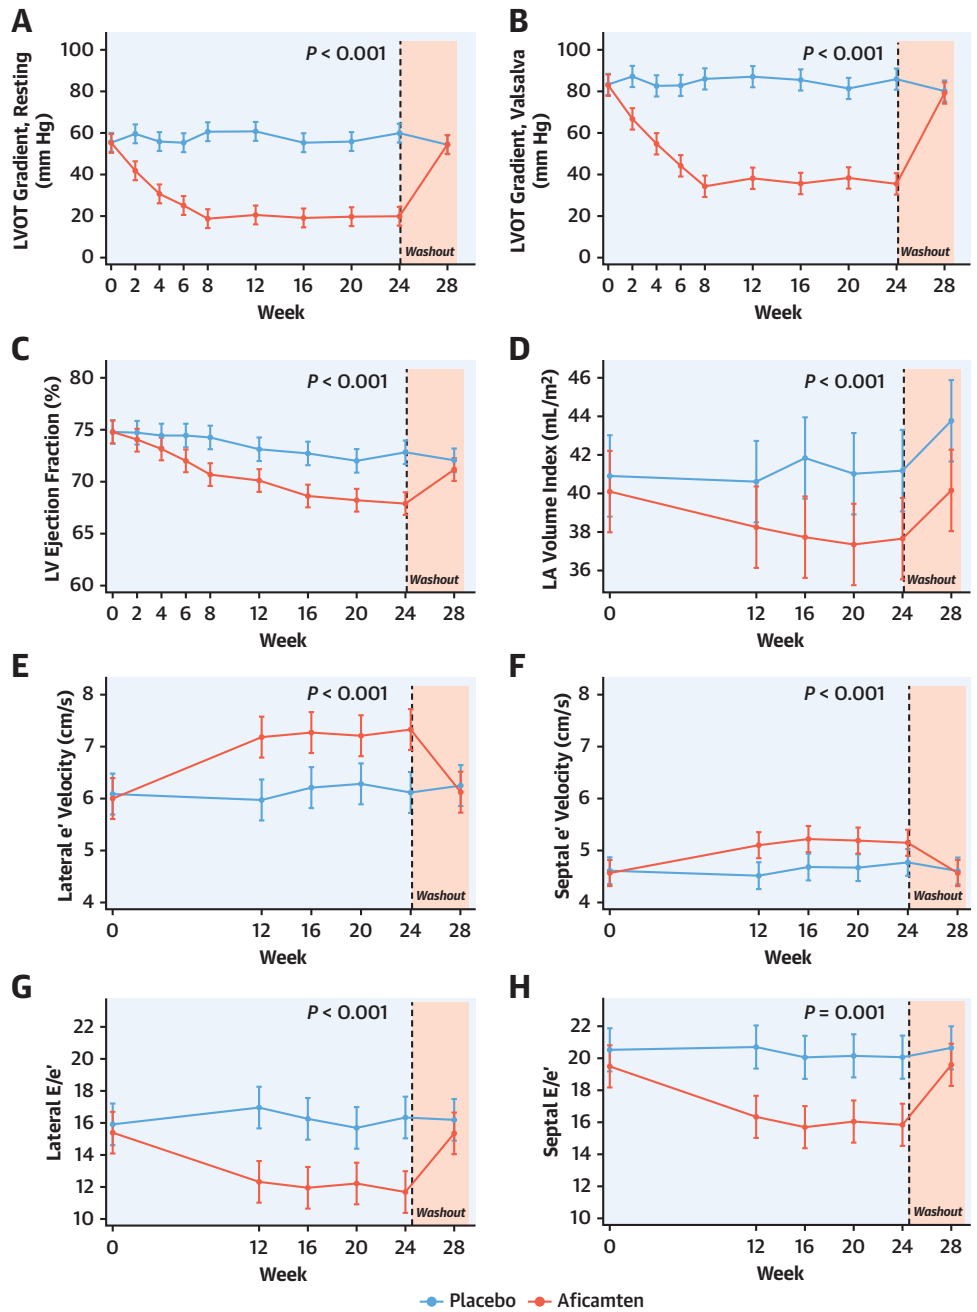 A
LVOT Gradient, Resting
(mm Hg)
100
80
60
40
20
0
P < 0.001
Washout
0 2 4 6 8 12 16 20 24 28
Week
B
LVOT Gradient, Valsalva
(mm Hg)
100
80
60
40
20
0
P < 0.001
Washout
0 2 4 6 8 12 16 20 24 28
Week
C
LV Ejection Fraction (%)
80
75
70
65
60
P < 0.001
Washout
0 2 4 6 8 12 16 20 24 28
Week
D
LA Volume Index (mL/m²)
46
44
42
40
38
36
P < 0.001
Washout
0 12 16 20 24 28
Week
E
Lateral e′ Velocity (cm/s)
8
7
6
5
4
P < 0.001
Washout
0 12 16 20 24 28
Week
F
Septal e′ Velocity (cm/s)
8
7
6
5
4
P < 0.001
Washout
0 12 16 20 24 28
Week
G
Lateral E/e′
22
20
18
16
14
12
10
P < 0.001
Washout
0 12 16 20 24 28
Week
H
Septal E/e′
22
20
18
16
14
12
10
P = 0.001
Washout
0 12 16 20 24 28
Week
Placebo Aficamten